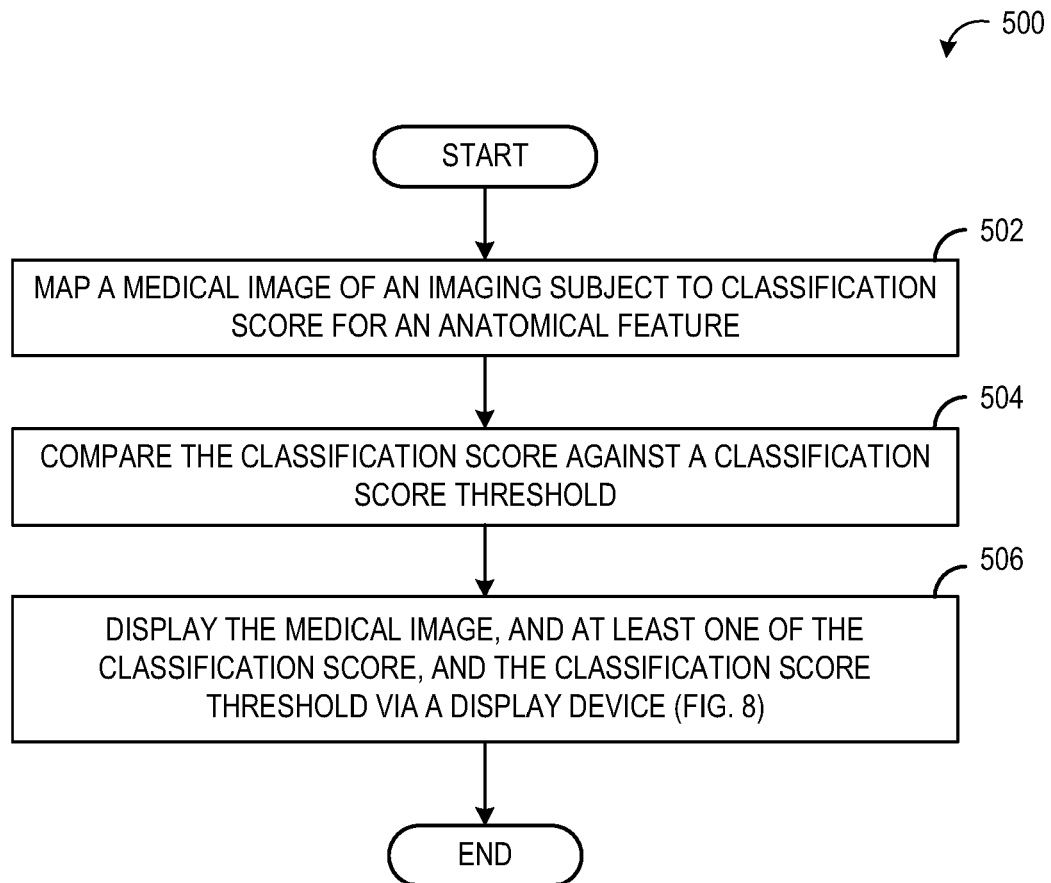 500
START
502
MAP A MEDICAL IMAGE OF AN IMAGING SUBJECT TO CLASSIFICATION
SCORE FOR AN ANATOMICAL FEATURE
504
COMPARE THE CLASSIFICATION SCORE AGAINST A CLASSIFICATION
SCORE THRESHOLD
506
DISPLAY THE MEDICAL IMAGE, AND AT LEAST ONE OF THE
CLASSIFICATION SCORE, AND THE CLASSIFICATION SCORE
THRESHOLD VIA A DISPLAY DEVICE (FIG. 8)
END